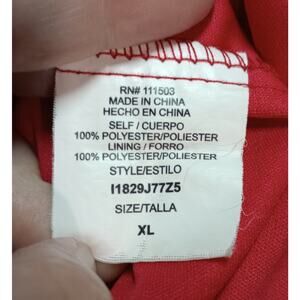 RN# 111503
MADE IN CHINA
HECHO EN CHINA
SELF / CUERPO
100% POLYESTER/POLIESTER
LINING / FORRO
100% POLYESTER/POLIESTER
STYLE/ESTILO
I1829J77Z5
SIZE/TALLA
XL